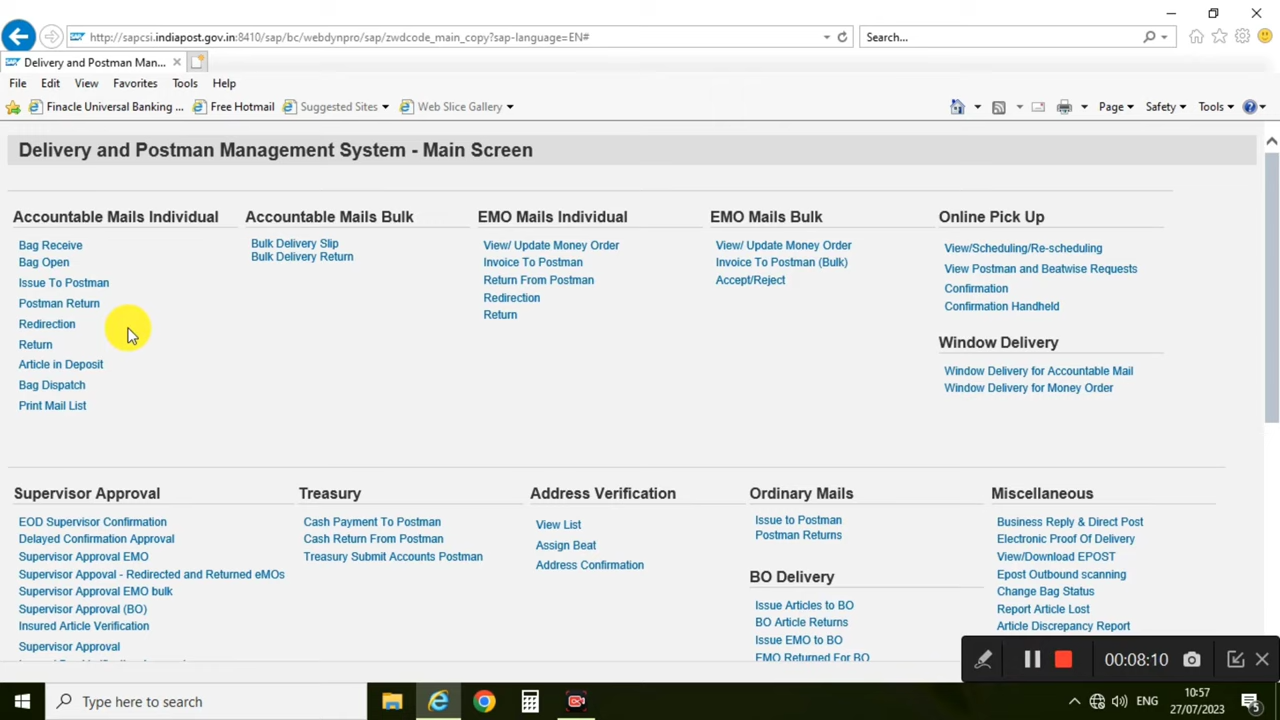 http://sapcsi.indiapost.gov.in:8410/sap/bc/webdynpro/sap/zwdcode_main_copy?sap-language=EN#
Search...
Delivery and Postman Man...
File Edit View Favorites Tools Help
Finacle Universal Banking ... Free Hotmail Suggested Sites Web Slice Gallery Page Safety Tools
Delivery and Postman Management System - Main Screen
Accountable Mails Individual
Bag Receive
Bag Open
Issue To Postman
Postman Return
Redirection
Return
Article in Deposit
Bag Dispatch
Print Mail List
Accountable Mails Bulk
Bulk Delivery Slip
Bulk Delivery Return
EMO Mails Individual
View/ Update Money Order
Invoice To Postman
Return From Postman
Redirection
Return
EMO Mails Bulk
View/ Update Money Order
Invoice To Postman (Bulk)
Accept/Reject
Online Pick Up
View/Scheduling/Re-scheduling
View Postman and Beatwise Requests
Confirmation
Confirmation Handheld
Window Delivery
Window Delivery for Accountable Mail
Window Delivery for Money Order
Supervisor Approval
EOD Supervisor Confirmation
Delayed Confirmation Approval
Supervisor Approval EMO
Supervisor Appoval - Redirected and Returned eMOs
Supervisor Approval EMO bulk
Supervisor Approval (BO)
Insured Article Verification
Supervisor Approval
Treasury
Cash Payment To Postman
Cash Return From Postman
Treasury Submit Accounts Postman
Address Verification
View List
Assign Beat
Address Confirmation
Ordinary Mails
Issue to Postman
Postman Returns
BO Delivery
Issue Articles to BO
BO Article Returns
Issue EMO to BO
EMO Returned For BO
Miscellaneous
Business Reply & Direct Post
Electronic Proof Of Delivery
View/Download EPOST
Epost Outbound scanning
Change Bag Status
Report Article Lost
Article Discrepancy Report
00:08:10
Type here to search
ENG
10:57
27/07/2023
5